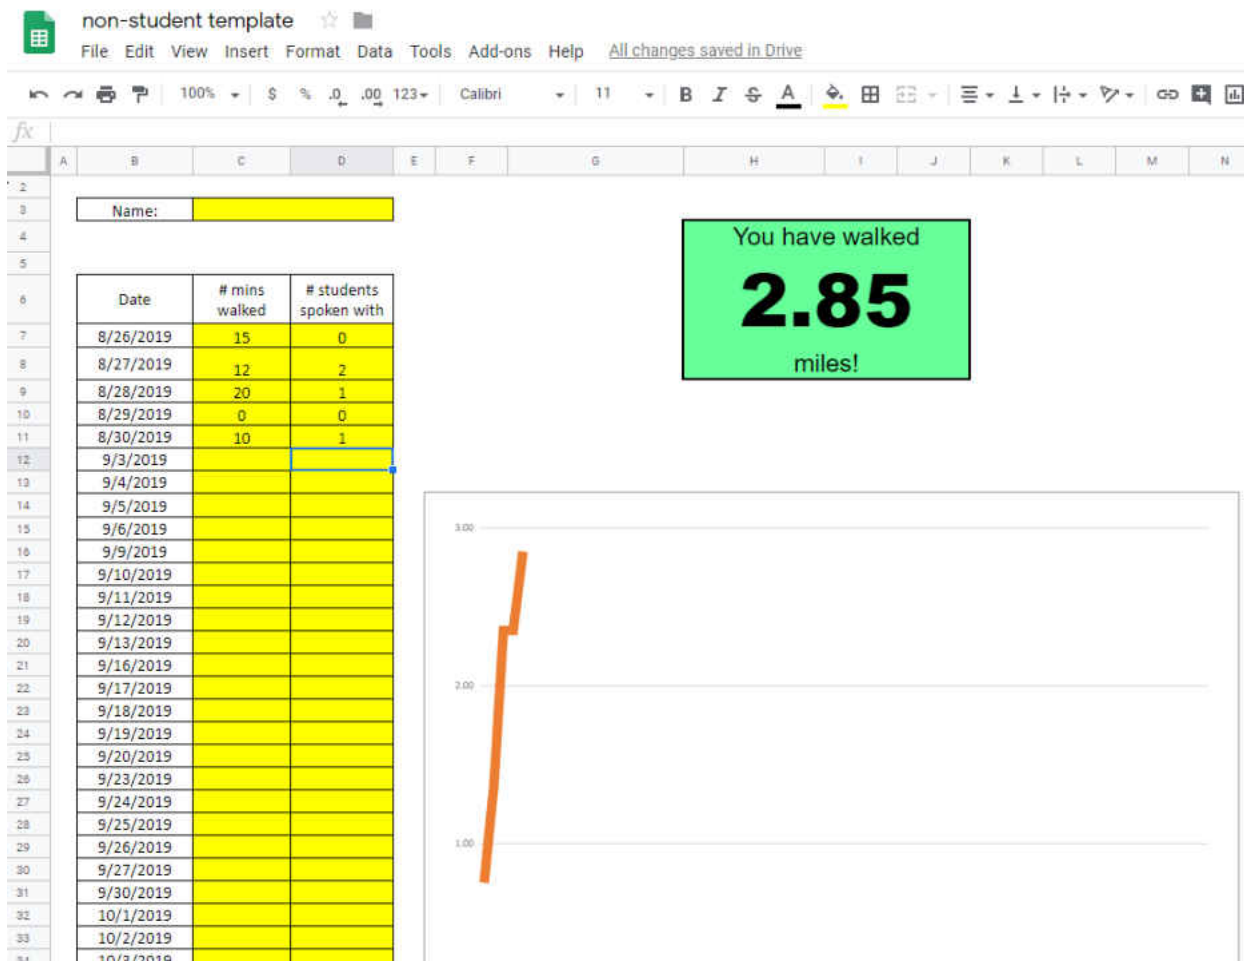 non-student template
File Edit View Insert Format Data Tools Add-ons Help All changes saved in Drive
100% $ % .0 .00 123 Calibri 11 B I S A
fx
A B C D E F G H I J K L M N
2
3 Name:
You have walked
2.85
miles!
4
5
6 Date # mins walked # students spoken with
7 8/26/2019 15 0
8 8/27/2019 12 2
9 8/28/2019 20 1
10 8/29/2019 0 0
11 8/30/2019 10 1
12 9/3/2019
13 9/4/2019
14 9/5/2019
15 9/6/2019
16 9/9/2019
17 9/10/2019
18 9/11/2019
19 9/12/2019
20 9/13/2019
21 9/16/2019
22 9/17/2019
23 9/18/2019
24 9/19/2019
25 9/20/2019
26 9/23/2019
27 9/24/2019
28 9/25/2019
29 9/26/2019
30 9/27/2019
31 9/30/2019
32 10/1/2019
33 10/2/2019
34 10/3/2019
3.00
2.00
1.00